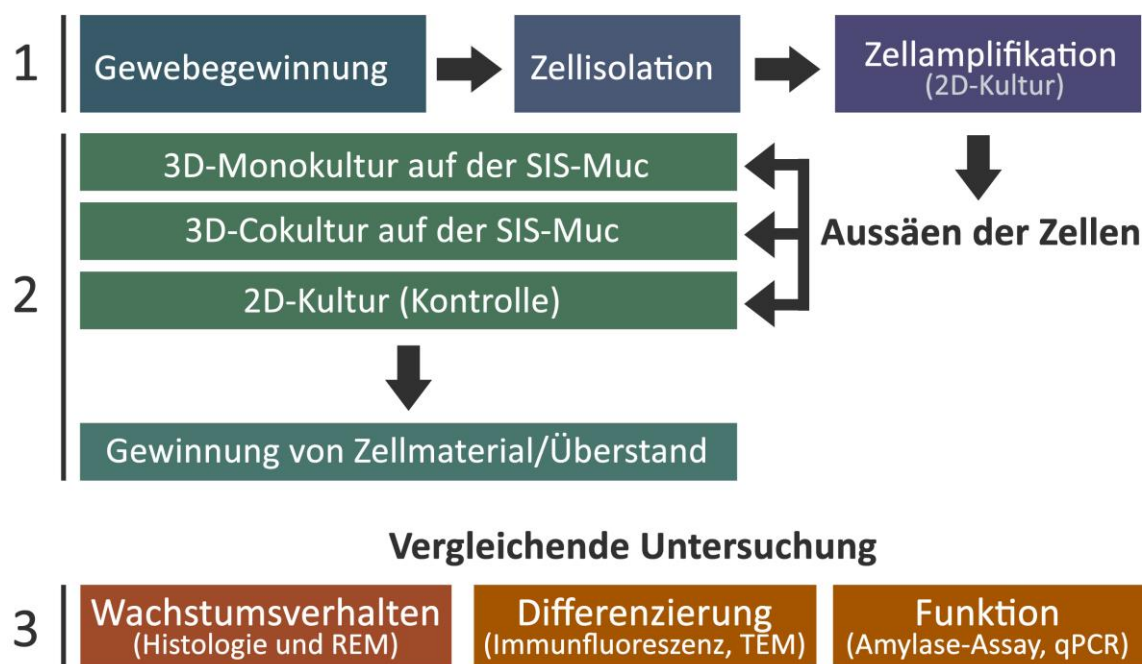 1
Gewebegewinnung
Zellisolation
Zellamplifikation
(2D-Kultur)
2
3D-Monokultur auf der SIS-Muc
3D-Cokultur auf der SIS-Muc
2D-Kultur (Kontrolle)
Aussäen der Zellen
Gewinnung von Zellmaterial/Überstand
Vergleichende Untersuchung
3
Wachstumsverhalten
(Histologie und REM)
Differenzierung
(Immunfluoreszenz, TEM)
Funktion
(Amylase-Assay, qPCR)